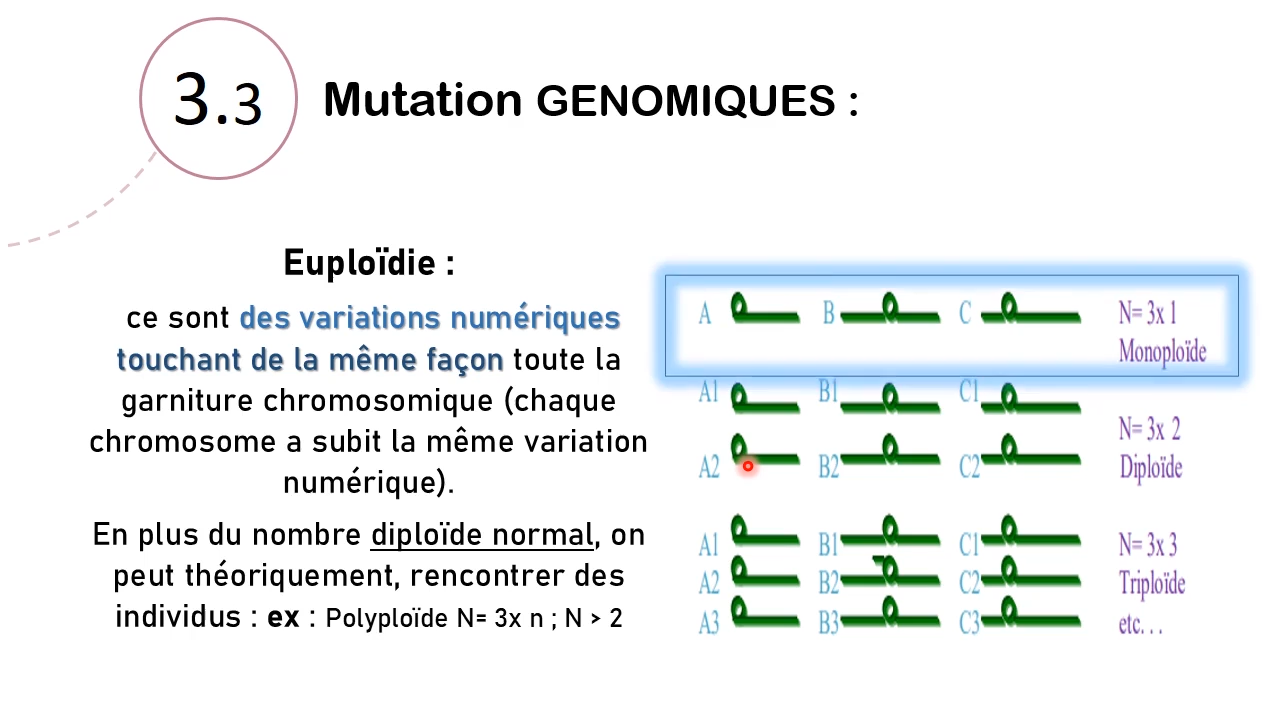 3.3
Mutation GENOMIQUES :
Euploïdie :
ce sont des variations numériques
touchant de la même façon toute la
garniture chromosomique (chaque
chromosome a subit la même variation
numérique).
En plus du nombre diploïde normal, on
peut théoriquement, rencontrer des
individus : ex : Polyploïde N= 3x n ; N > 2
A B C N= 3x 1
Monoploïde
A1 B1 C1
N= 3x 2
A2 B2 C2 Diploïde
A1 B1 C1 N= 3x 3
A2 B2 C2 Triploïde
A3 B3 C3 etc. . .